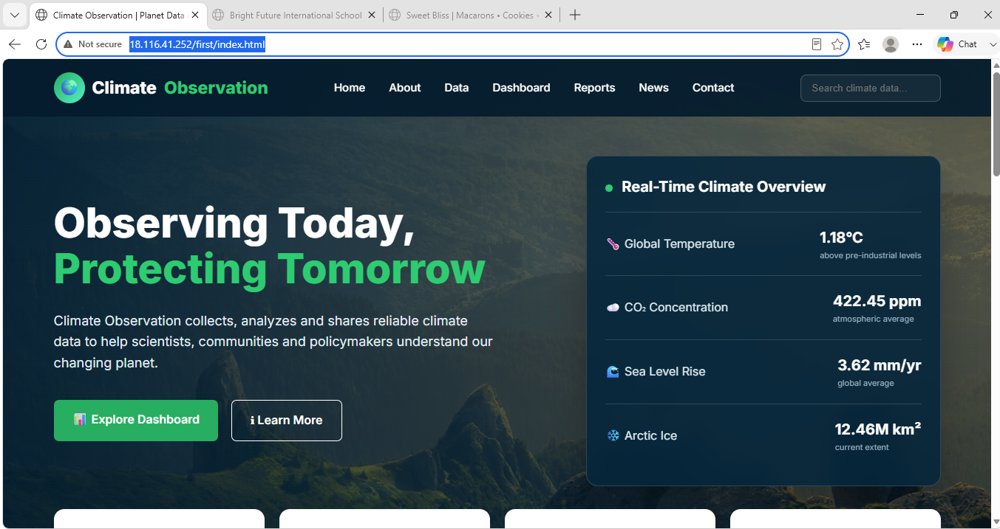 Climate Observation | Planet Data
Bright Future International School
Sweet Bliss | Macarons • Cookies •
Not secure
18.116.41.252/first/index.html
Chat
Climate Observation
Home
About
Data
Dashboard
Reports
News
Contact
Search climate data...
Observing Today,
Protecting Tomorrow
Climate Observation collects, analyzes and shares reliable climate
data to help scientists, communities and policymakers understand our
changing planet.
Explore Dashboard
ℹ Learn More
Real-Time Climate Overview
Global Temperature
1.18°C
above pre-industrial levels
CO₂ Concentration
422.45 ppm
atmospheric average
Sea Level Rise
3.62 mm/yr
global average
Arctic Ice
12.46M km²
current extent